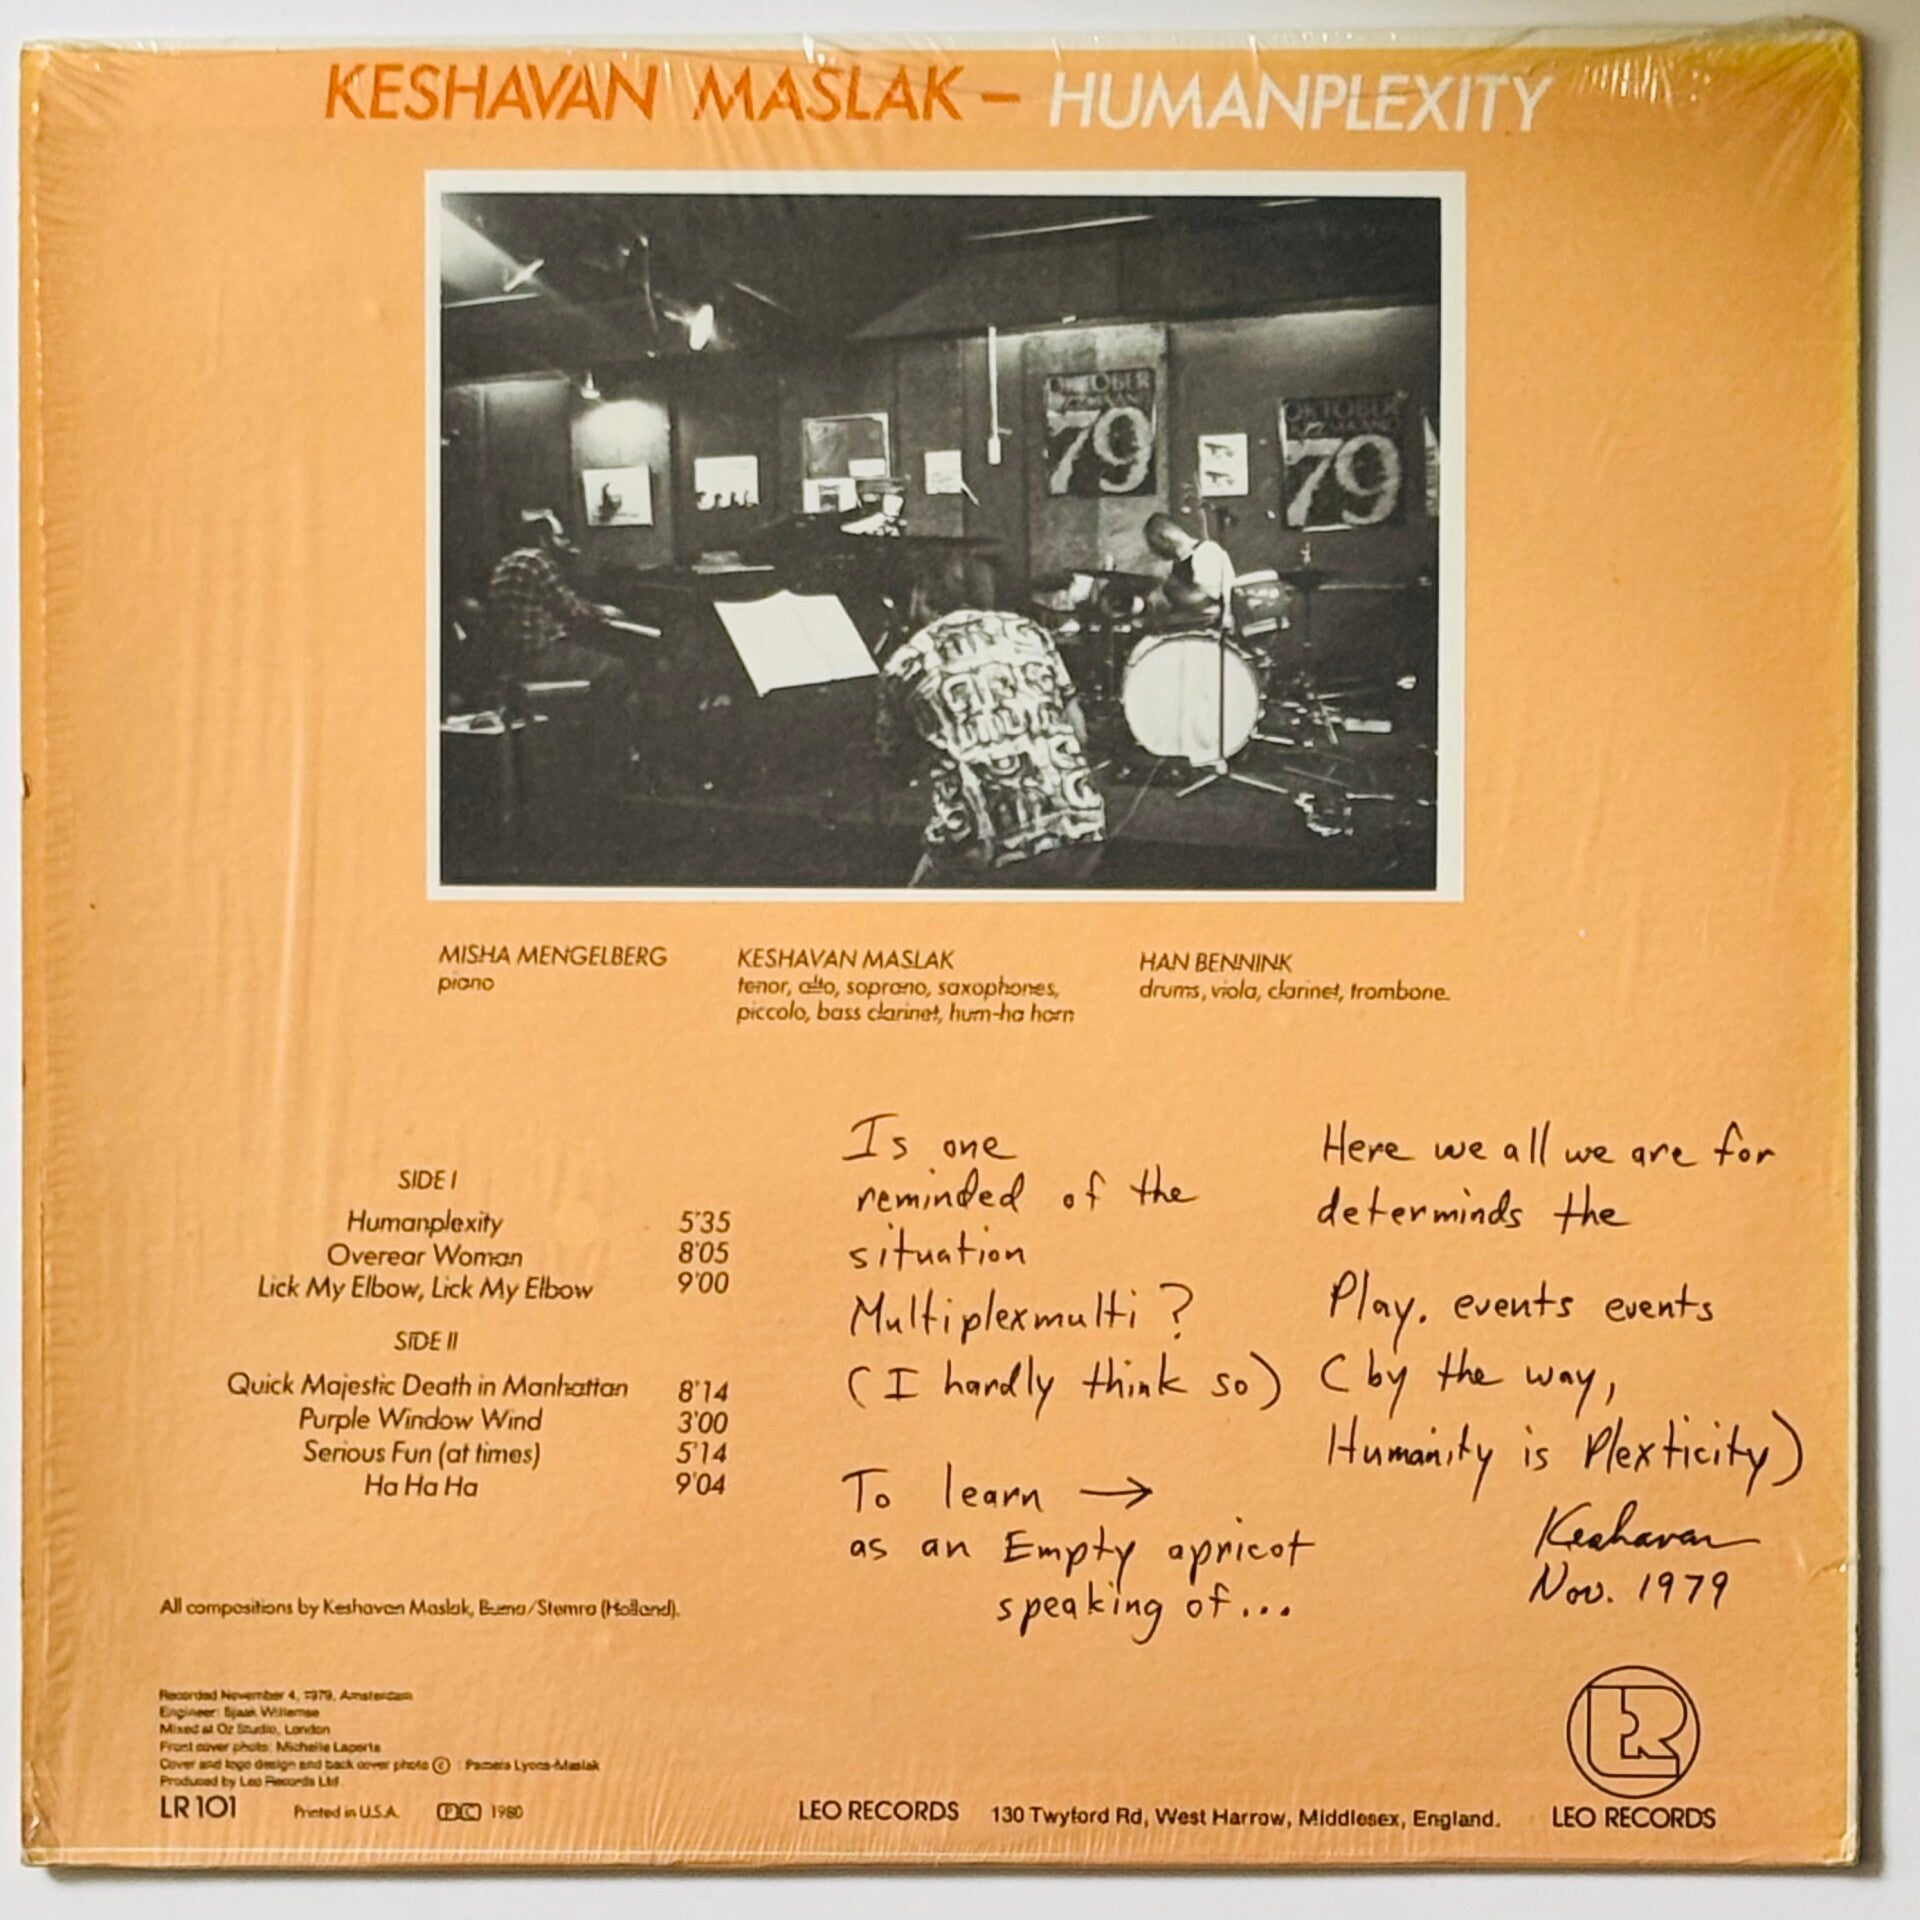 KESHAVAN MASLAK – HUMANPLEXITY
OKTOBER
79
OKTOBER
79
MISHA MENGELBERG
piano
KESHAVAN MASLAK
tenor, alto, soprano, saxophones,
piccolo, bass clarinet, hum-ha horn
HAN BENNINK
drums, viola, clarinet, trombone.
SIDE I
Humanplexity 5'35
Overear Woman 8'05
Lick My Elbow, Lick My Elbow 9'00
SIDE II
Quick Majestic Death in Manhattan 8'14
Purple Window Wind 3'00
Serious Fun (at times) 5'14
Ha Ha Ha 9'04
All compositions by Keshavan Maslak, Buma/Stemra (Holland).
Is one
reminded of the
situation
Multiplexmulti ?
(I hardly think so)
To learn →
as an Empty apricot
speaking of...
Here we all we are for
determinds the
Play. events events
(by the way,
Humanity is Plexticity)
Keshavan
Nov. 1979
Recorded November 4, 1979, Amsterdam
Engineer: Sjaak Willemse
Mixed at Oz Studio, London
Front cover photo: Michelle Laporte
Cover and logo design and back cover photo © : Pamela Lyons-Maslak
Produced by Leo Records Ltd
LR 101 Printed in U.S.A. ℗© 1980
LEO RECORDS 130 Twyford Rd, West Harrow, Middlesex, England.
LR
LEO RECORDS